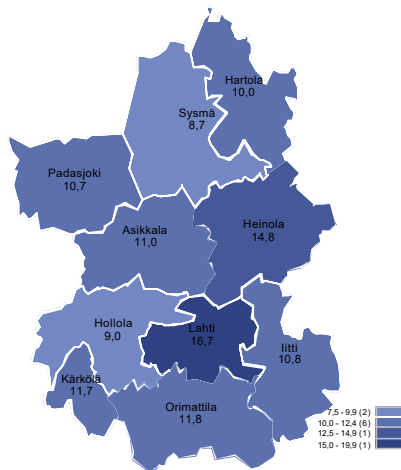 Hartola
10,0
Sysmä
8,7
Padasjoki
10,7
Asikkala
11,0
Heinola
14,8
Hollola
9,0
Lahti
16,7
Iitti
10,8
Kärkölä
11,7
Orimattila
11,8
7,5 - 9,9 (2)
10,0 - 12,4 (6)
12,5 - 14,9 (1)
15,0 - 19,9 (1)